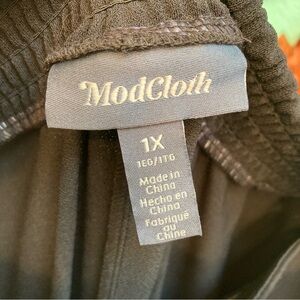 ModCloth
1X
1EG/1TG
Made in
China
Hecho en
China
Fabriqué
au
Chine